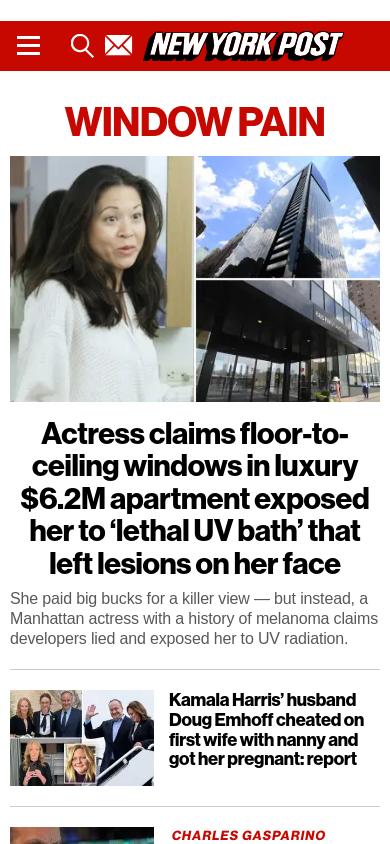 NEW YORK POST
WINDOW PAIN
Actress claims floor-to-
ceiling windows in luxury
$6.2M apartment exposed
her to ‘lethal UV bath’ that
left lesions on her face
She paid big bucks for a killer view — but instead, a
Manhattan actress with a history of melanoma claims
developers lied and exposed her to UV radiation.
Kamala Harris’ husband
Doug Emhoff cheated on
first wife with nanny and
got her pregnant: report
CHARLES GASPARINO